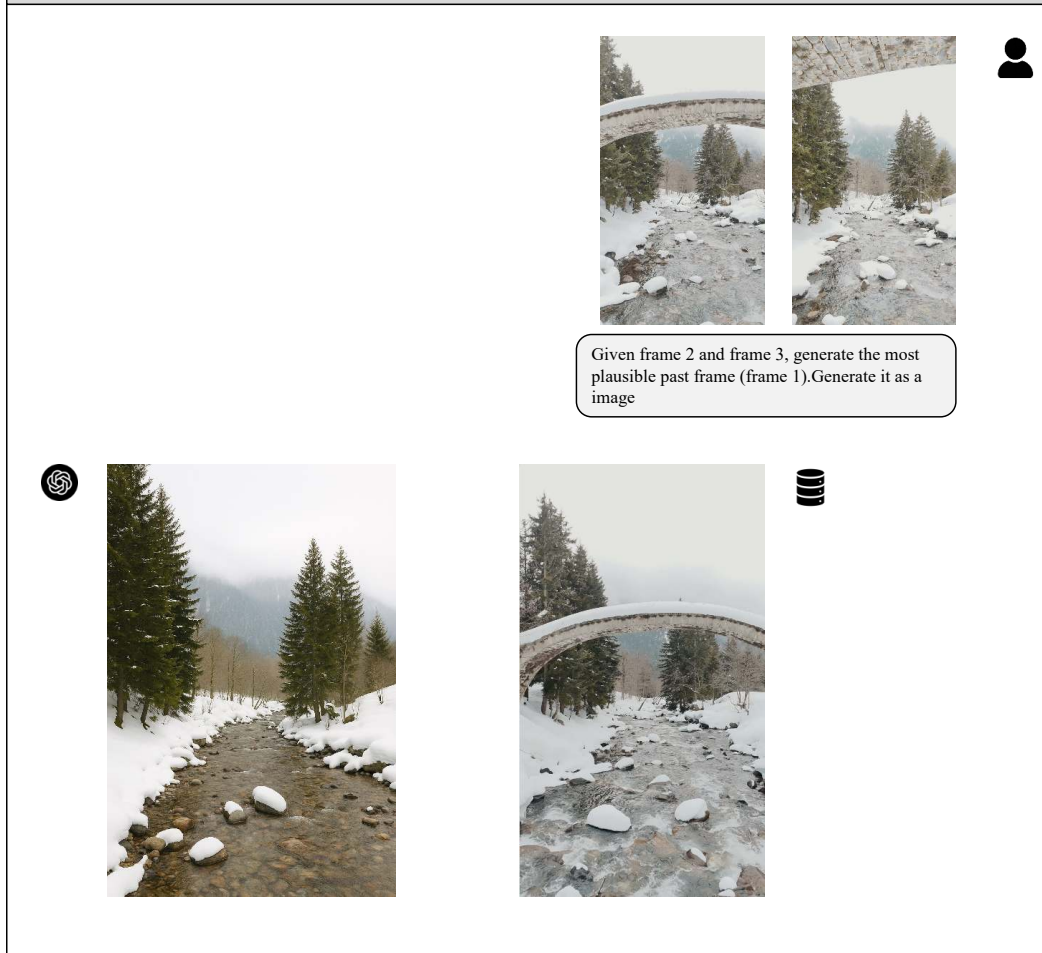 Given frame 2 and frame 3, generate the most
plausible past frame (frame 1).Generate it as a
image